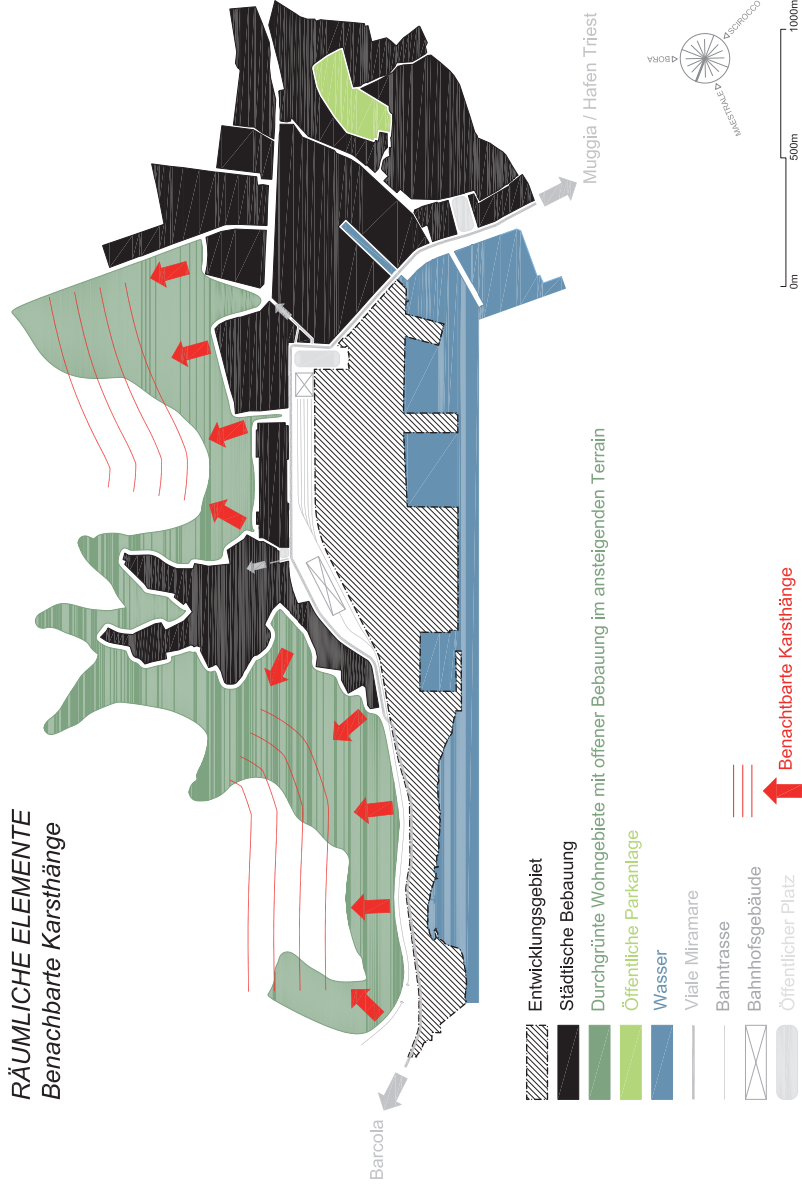 RÄUMLICHE ELEMENTE
Benachbarte Karsthänge
Barcola
Muggia / Hafen Triest
BORA
SCIROCCO
MAESTRALE
0m
500m
1000m
Entwicklungsgebiet
Städtische Bebauung
Durchgrünte Wohngebiete mit offener Bebauung im ansteigenden Terrain
Öffentliche Parkanlage
Wasser
Viale Miramare
Bahntrasse
Bahnhofsgebäude
Öffentlicher Platz
Benachtbarte Karsthänge